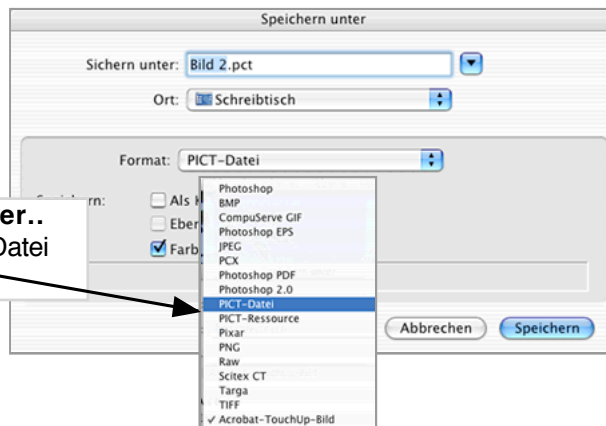 Speichern unter
Sichern unter: Bild 2.pct
Ort: Schreibtisch
Format: PICT-Datei
Als
Farb
er..
Datei
Photoshop
BMP
CompuServe GIF
Photoshop EPS
JPEG
PCX
Photoshop PDF
Photoshop 2.0
PICT-Datei
PICT-Ressource
Pixar
PNG
Raw
Scitex CT
Targa
TIFF
✓ Acrobat-TouchUp-Bild
Abbrechen Speichern